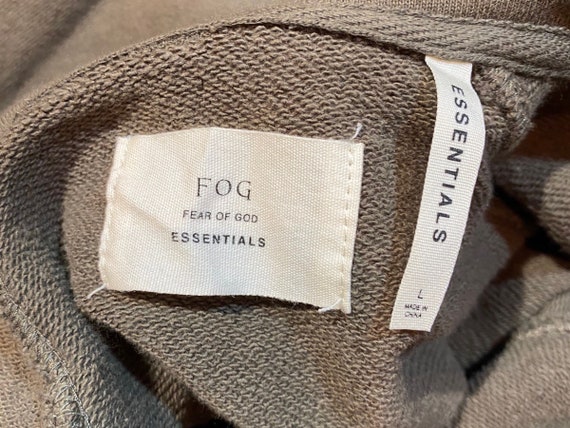 FOG
FEAR OF GOD
ESSENTIALS
ESSENTIALS
L
MADE IN
CHINA